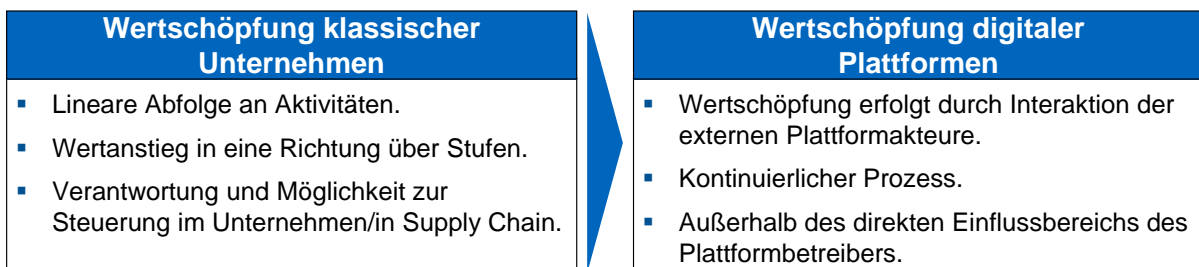 Wertschöpfung klassischer
Unternehmen
▪ Lineare Abfolge an Aktivitäten.
▪ Wertanstieg in eine Richtung über Stufen.
▪ Verantwortung und Möglichkeit zur
Steuerung im Unternehmen/in Supply Chain.
Wertschöpfung digitaler
Plattformen
▪ Wertschöpfung erfolgt durch Interaktion der
externen Plattformakteure.
▪ Kontinuierlicher Prozess.
▪ Außerhalb des direkten Einflussbereichs des
Plattformbetreibers.